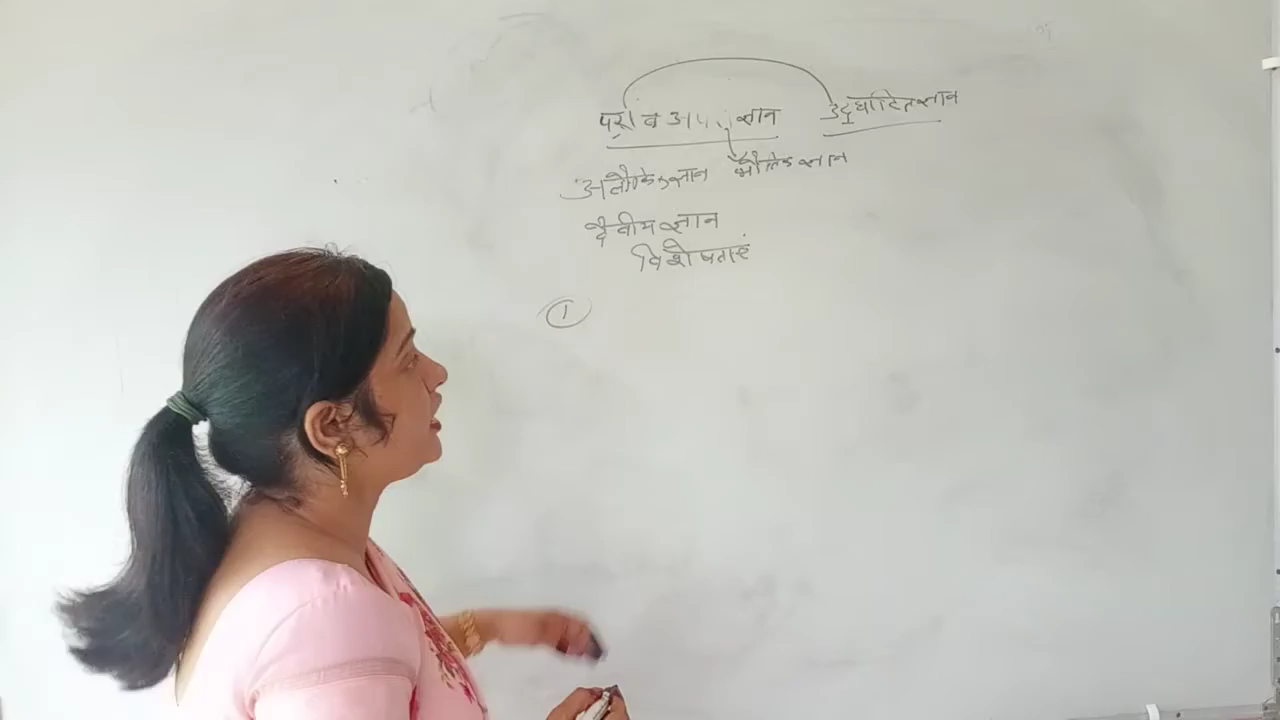 परा व अपरा ज्ञान उद्घाटित ज्ञान
अलौकिक ज्ञान भौतिक ज्ञान
दैवीय ज्ञान
विशेषताएं
①